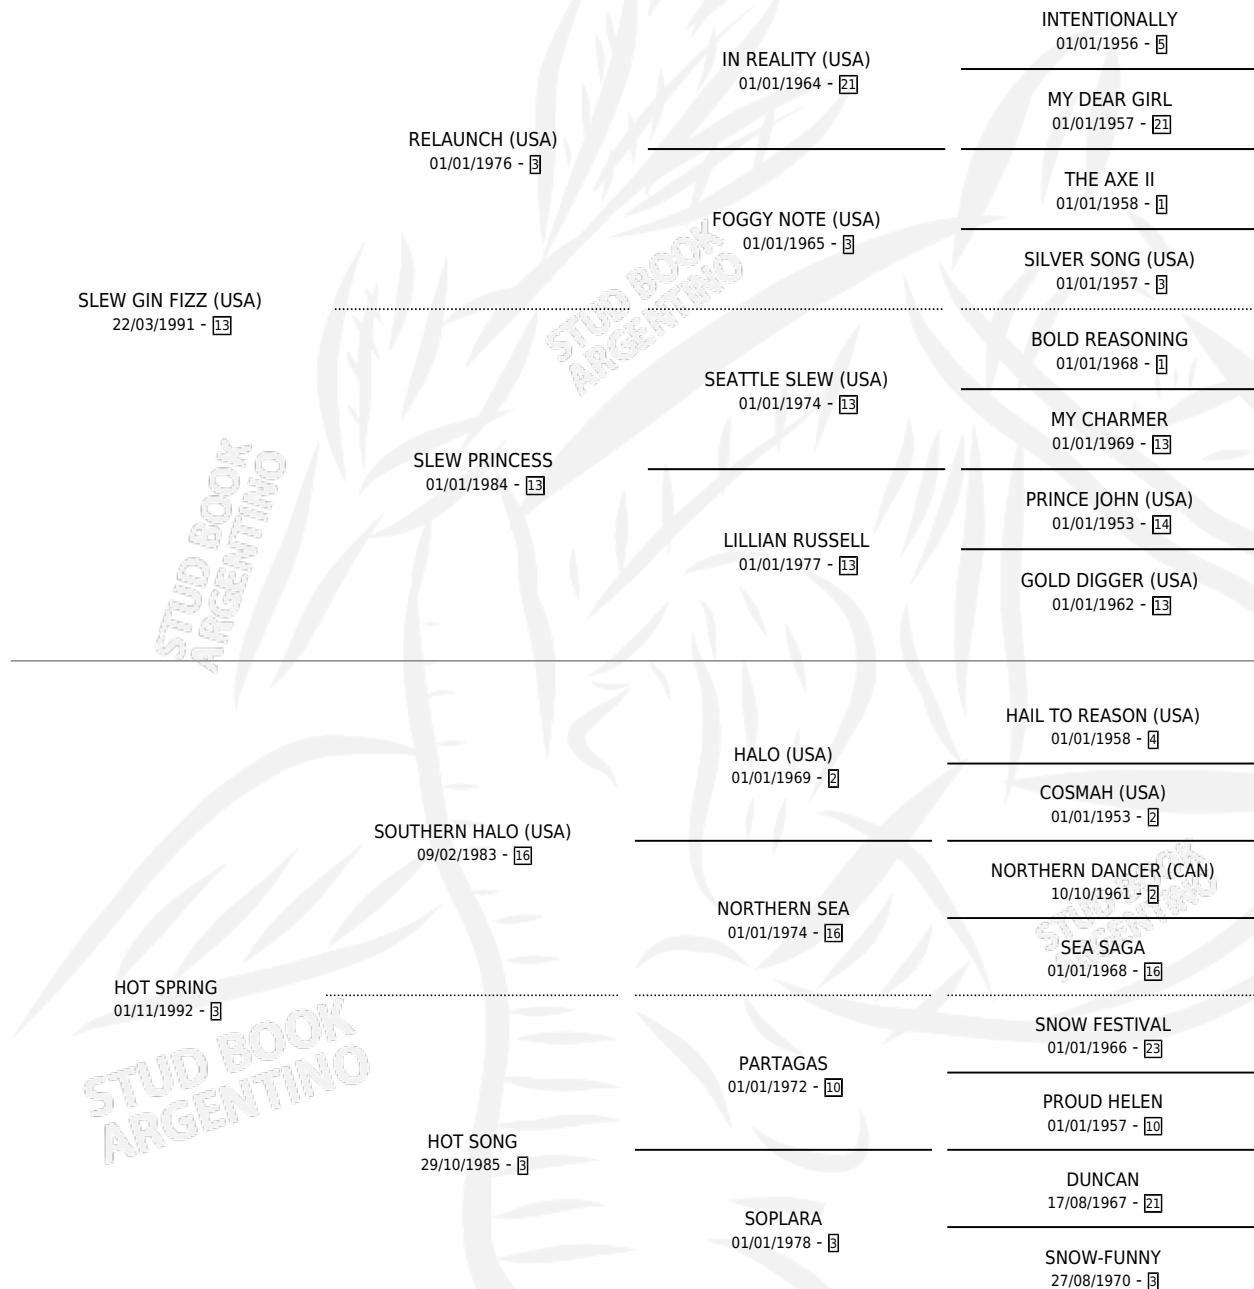 INTENTIONALLY
01/01/1956 - 5
IN REALITY (USA)
01/01/1964 - 21
MY DEAR GIRL
01/01/1957 - 21
RELAUNCH (USA)
01/01/1976 - 3
THE AXE II
01/01/1958 - 1
FOGGY NOTE (USA)
01/01/1965 - 3
SILVER SONG (USA)
01/01/1957 - 3
SLEW GIN FIZZ (USA)
22/03/1991 - 13
BOLD REASONING
01/01/1968 - 1
SEATTLE SLEW (USA)
01/01/1974 - 13
MY CHARMER
01/01/1969 - 13
SLEW PRINCESS
01/01/1984 - 13
PRINCE JOHN (USA)
01/01/1953 - 14
LILLIAN RUSSELL
01/01/1977 - 13
GOLD DIGGER (USA)
01/01/1962 - 13
HAIL TO REASON (USA)
01/01/1958 - 4
HALO (USA)
01/01/1969 - 2
COSMAH (USA)
01/01/1953 - 2
SOUTHERN HALO (USA)
09/02/1983 - 16
NORTHERN DANCER (CAN)
10/10/1961 - 2
NORTHERN SEA
01/01/1974 - 16
SEA SAGA
01/01/1968 - 16
HOT SPRING
01/11/1992 - 3
SNOW FESTIVAL
01/01/1966 - 23
PARTAGAS
01/01/1972 - 10
PROUD HELEN
01/01/1957 - 10
HOT SONG
29/10/1985 - 3
DUNCAN
17/08/1967 - 21
SOPLARA
01/01/1978 - 3
SNOW-FUNNY
27/08/1970 - 3
STUD BOOK
ARGENTINO
STUD BOOK
ARGENTINO
STUD BOOK
ARGENTINO
STUD BOOK
ARGENTINO